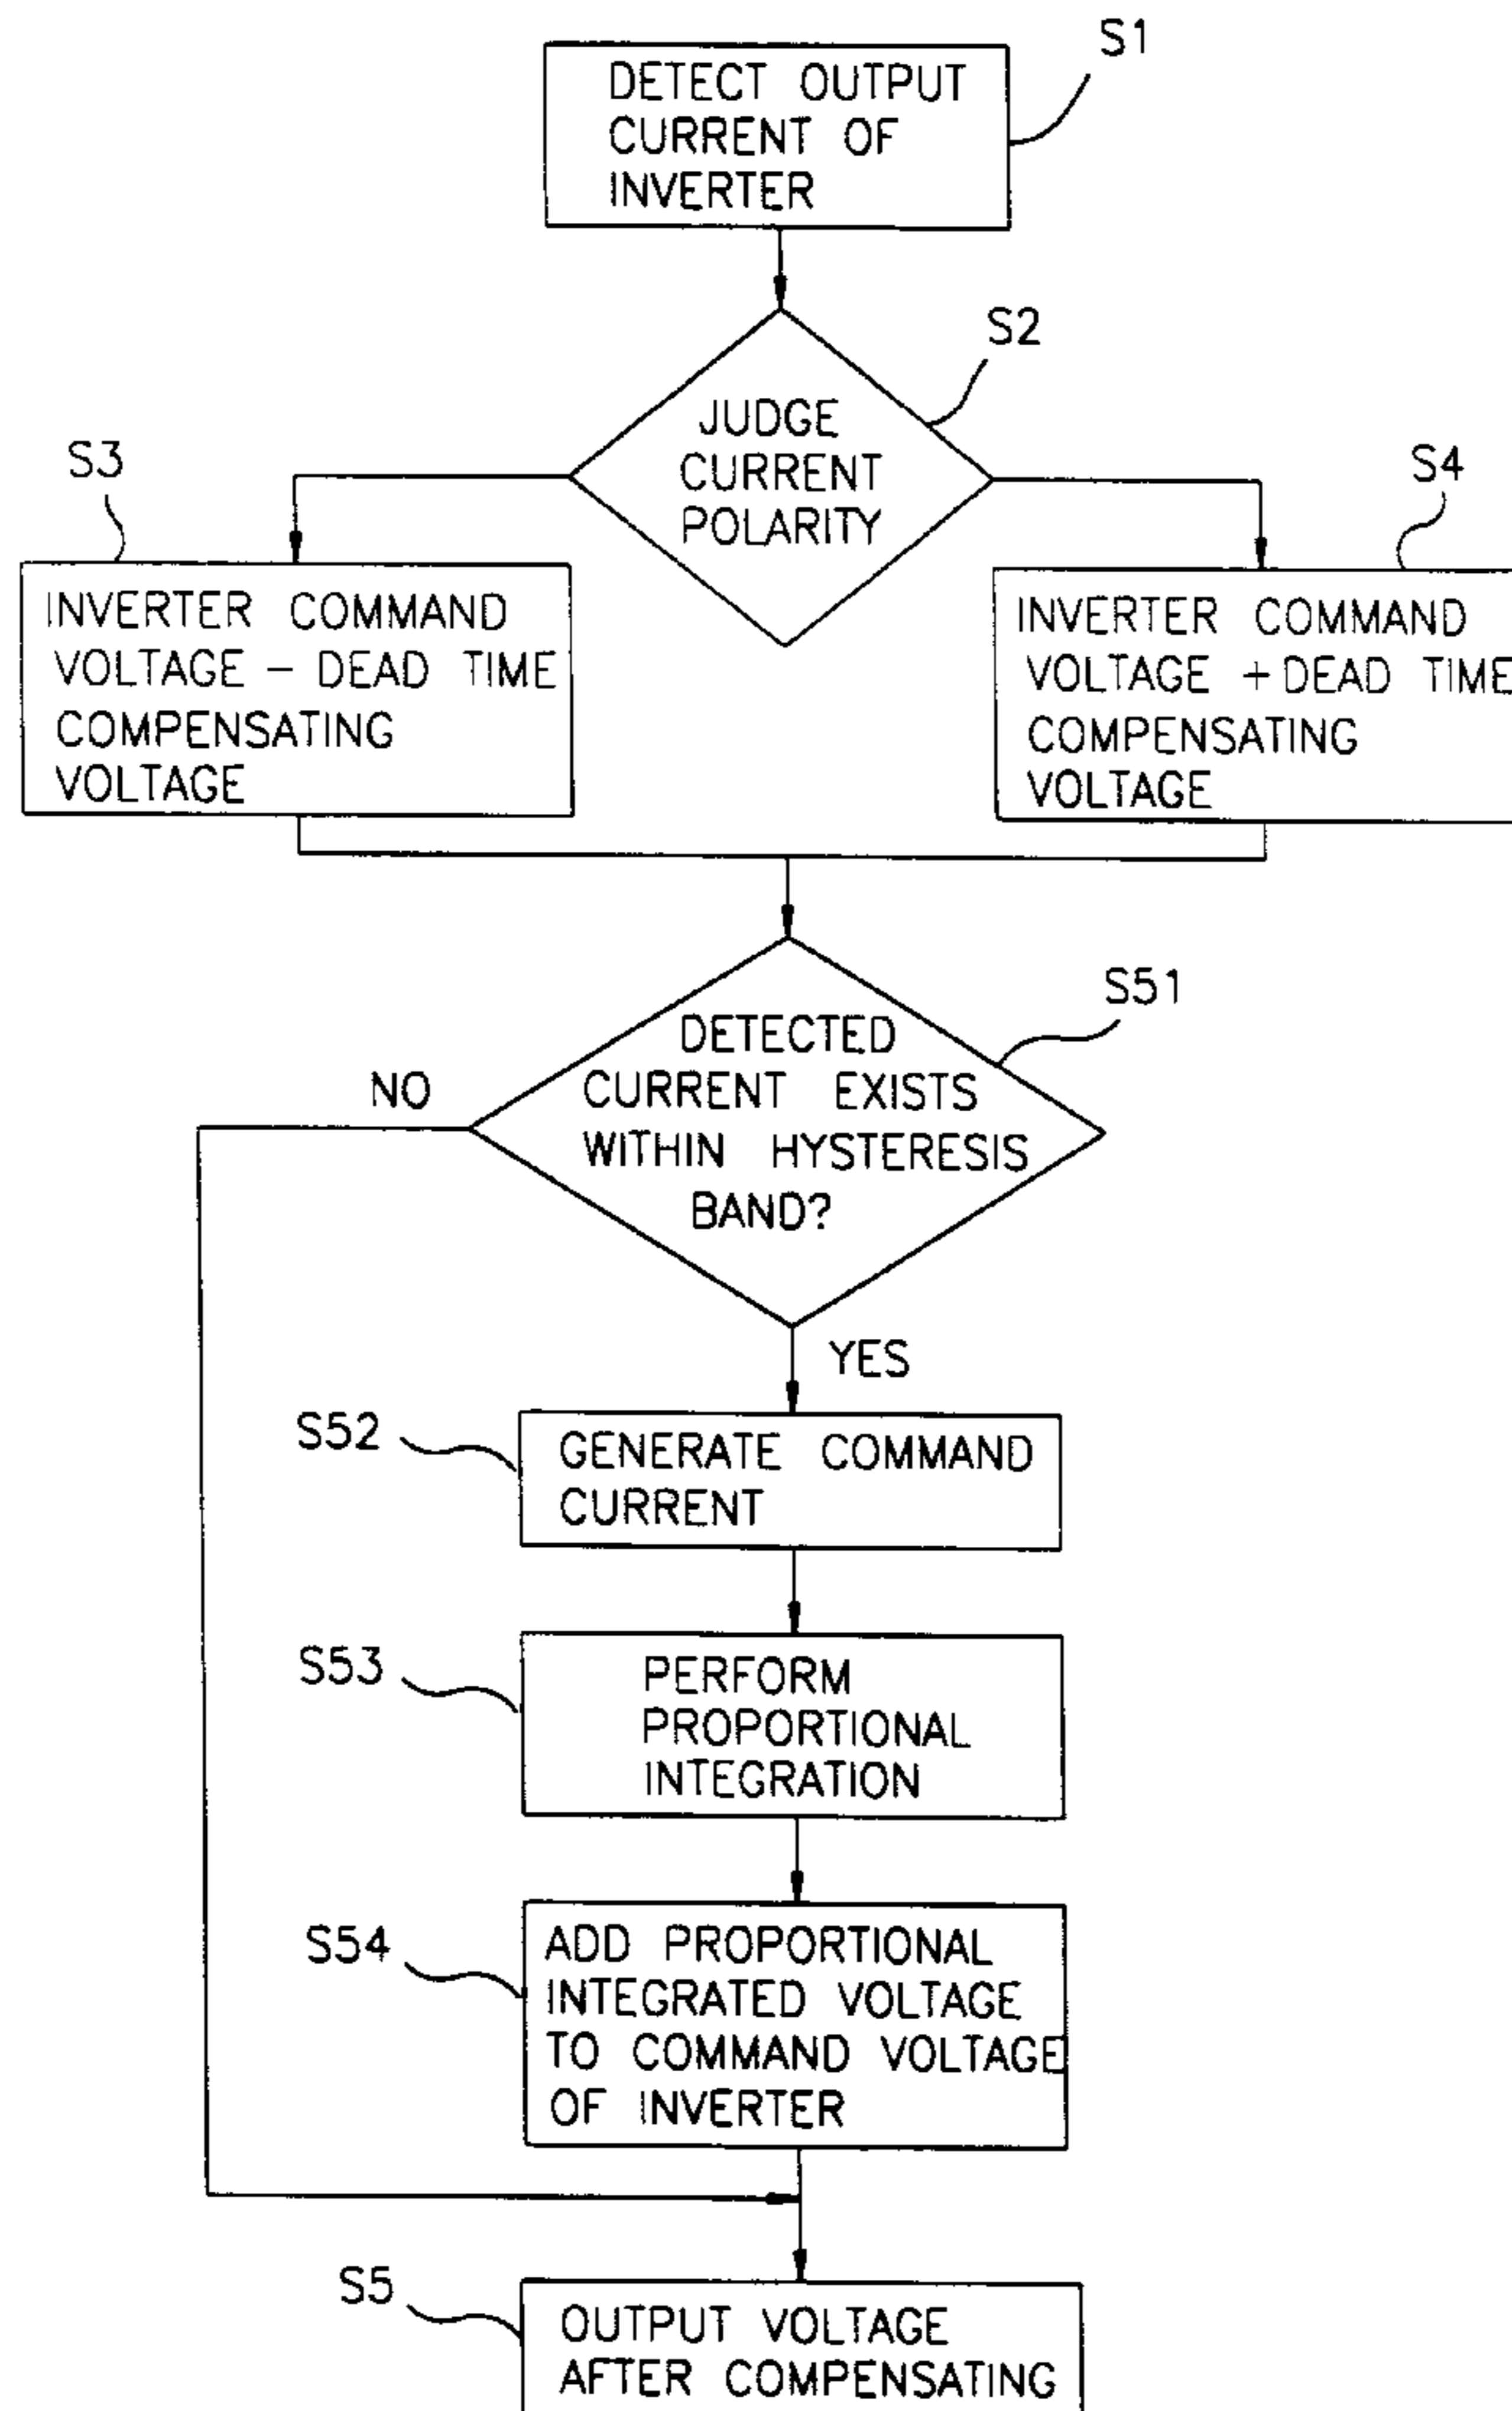 S1
DETECT OUTPUT
CURRENT OF
INVERTER
S2
JUDGE
CURRENT
POLARITY
S3
INVERTER COMMAND
VOLTAGE - DEAD TIME
COMPENSATING
VOLTAGE
S4
INVERTER COMMAND
VOLTAGE + DEAD TIME
COMPENSATING
VOLTAGE
S51
DETECTED
CURRENT EXISTS
WITHIN HYSTERESIS
BAND?
NO
YES
S52
GENERATE COMMAND
CURRENT
S53
PERFORM
PROPORTIONAL
INTEGRATION
S54
ADD PROPORTIONAL
INTEGRATED VOLTAGE
TO COMMAND VOLTAGE
OF INVERTER
S5
OUTPUT VOLTAGE
AFTER COMPENSATING